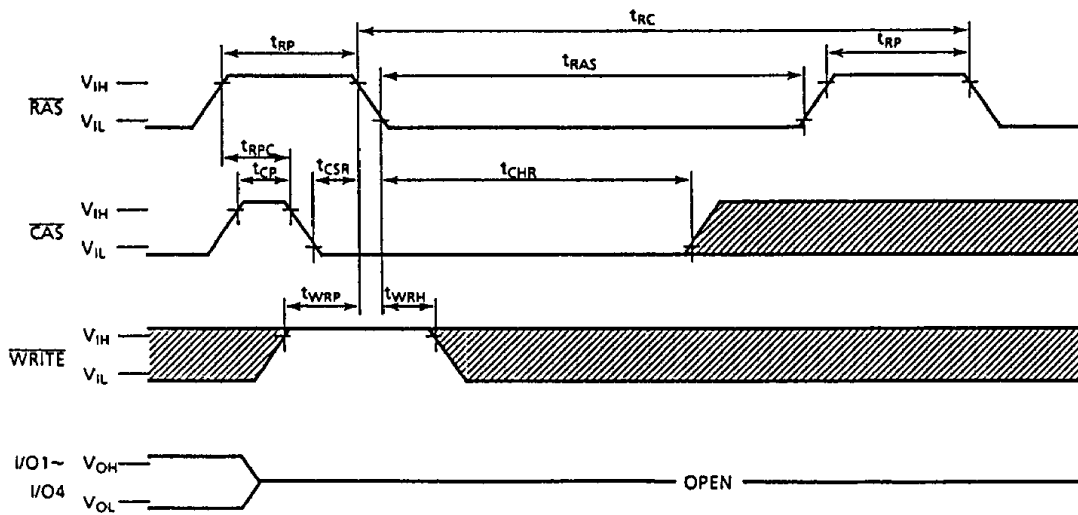 tRC
tRP
tRP
tRAS
VIH
RAS
VIL
tRPC
tCP
tCSR
tCHR
VIH
CAS
VIL
tWRP
tWRH
VIH
WRITE
VIL
I/O1~ VOH
OPEN
I/O4 VOL